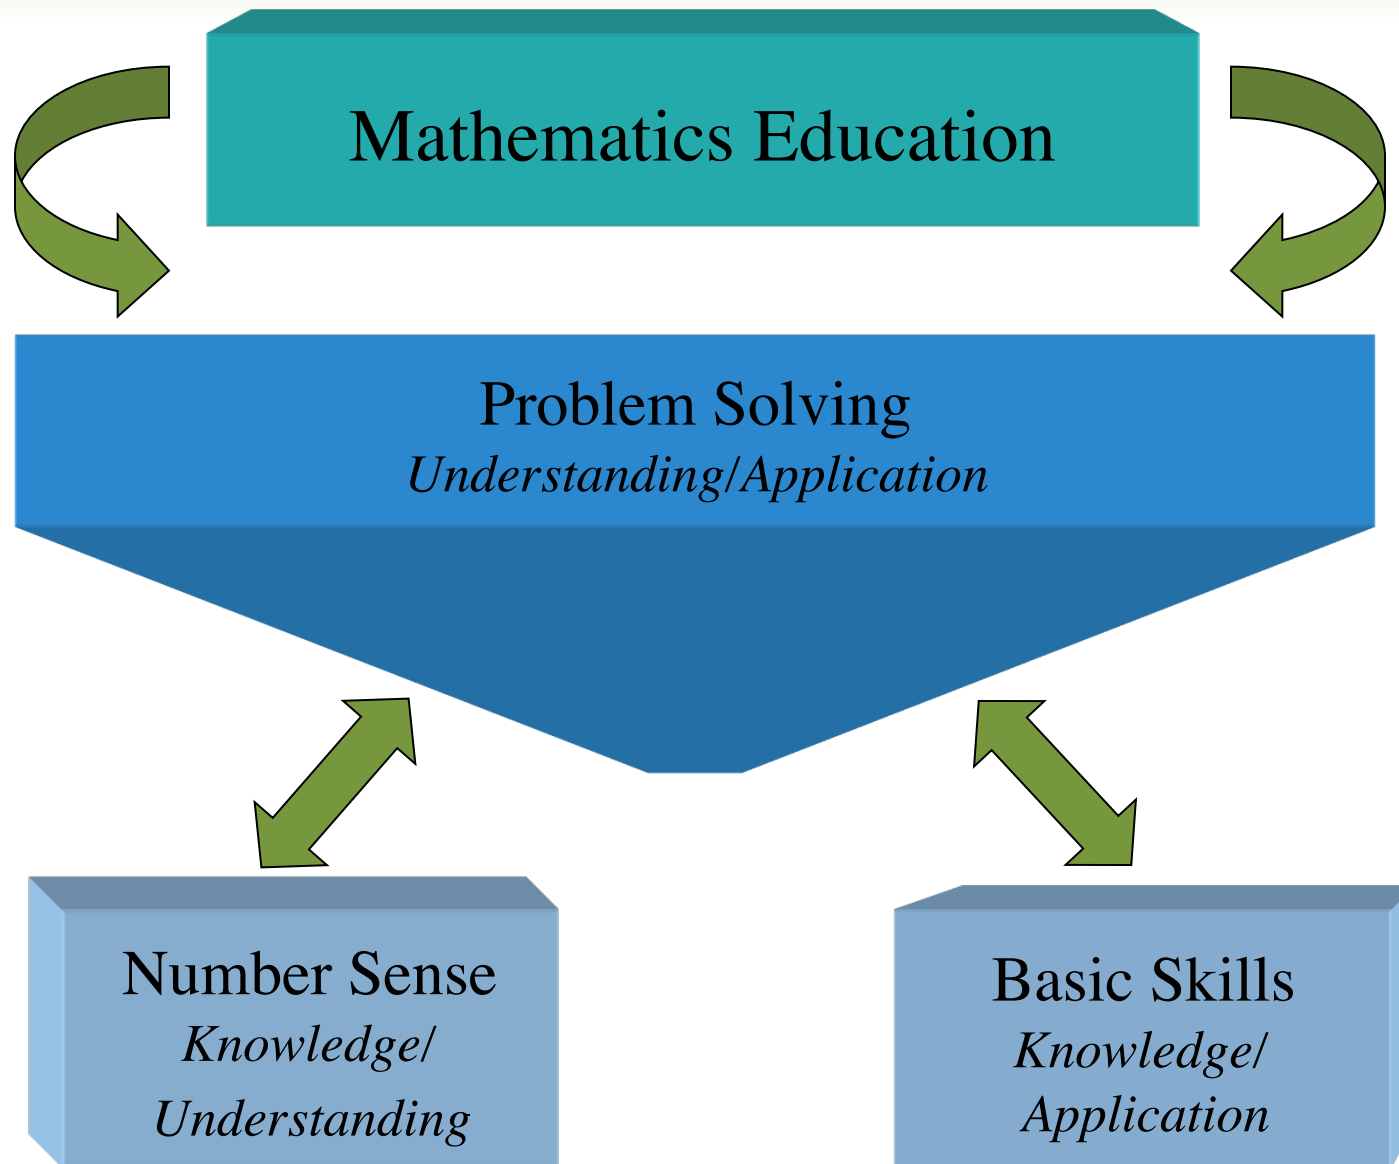 Mathematics Education
Problem Solving
Understanding/Application
Number Sense
Knowledge/
Understanding
Basic Skills
Knowledge/
Application